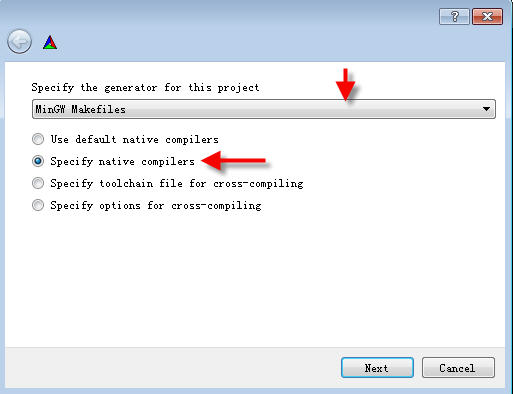 Specify the generator for this project
MinGW Makefiles
Use default native compilers
Specify native compilers
Specify toolchain file for cross-compiling
Specify options for cross-compiling
Next
Cancel